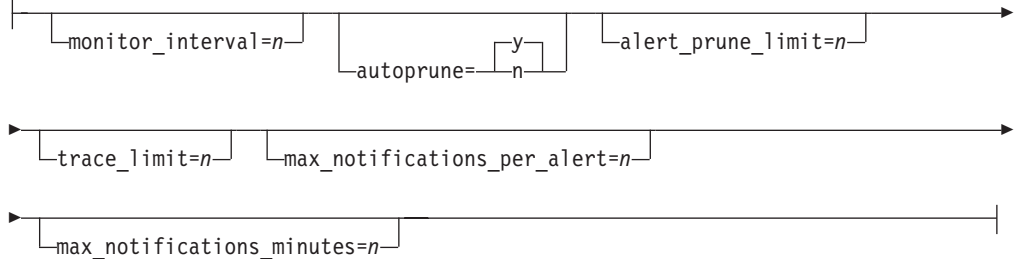 monitor_interval=n
autoprune=
y
n
alert_prune_limit=n
trace_limit=n
max_notifications_per_alert=n
max_notifications_minutes=n